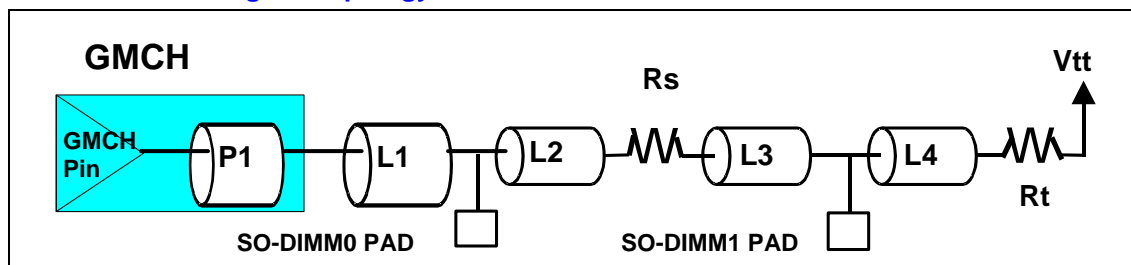 GMCH
Rs
Vtt
GMCH
Pin
P1
L1
L2
L3
L4
Rt
SO-DIMM0 PAD
SO-DIMM1 PAD